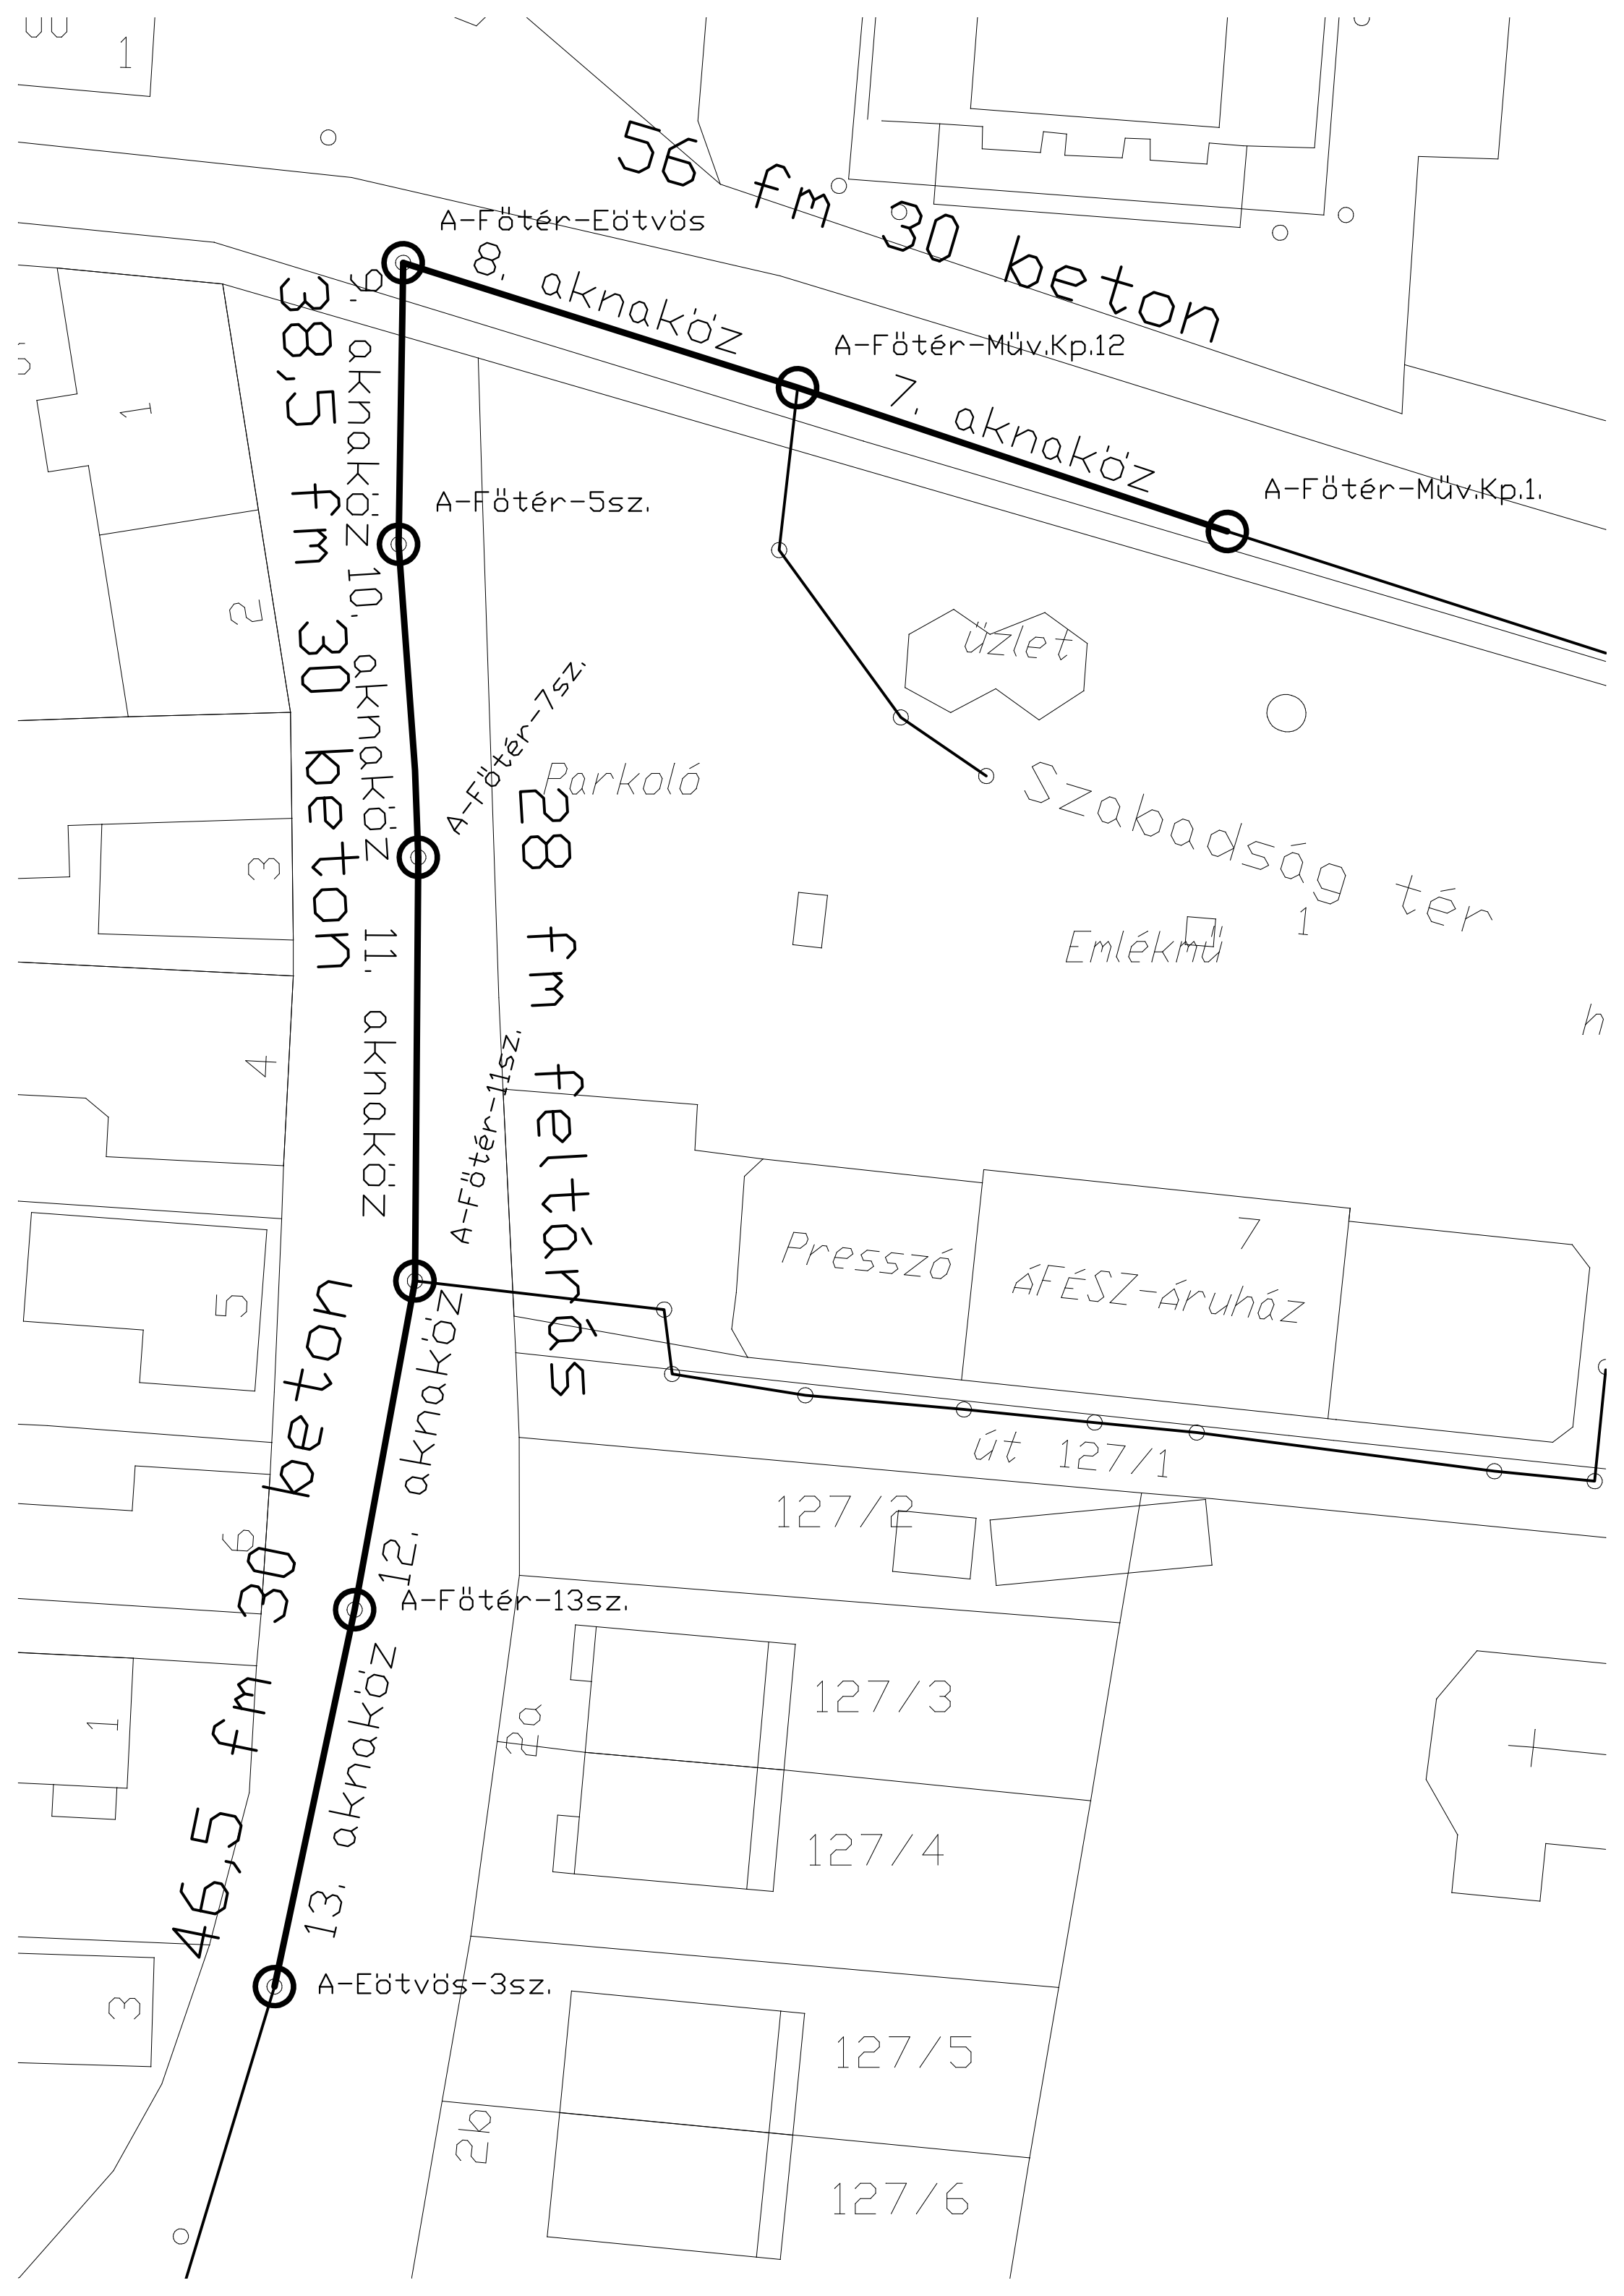 1
56 fm 30 beton
A-Főtér-Eötvös
8. aknaköz
A-Főtér-Műv.Kp.12
7. aknaköz
A-Főtér-Műv.Kp.1.
9. aknaköz
38,5 fm 30 beton
1
A-Főtér-5sz.
10. aknaköz
2
üzlet
A-Főtér-7sz.
Parkoló
Szabadság tér
1
28 fm feltárás
3
11. aknaköz
Emlékmű
h
4
A-Főtér-11sz.
Presszó
7
ÁFÉSZ-áruház
5
12. aknaköz
46,5 fm 30 beton
út 127/1
127/2
6
A-Főtér-13sz.
13. aknaköz
127/3
2a
1
127/4
A-Eötvös-3sz.
3
127/5
2b
127/6